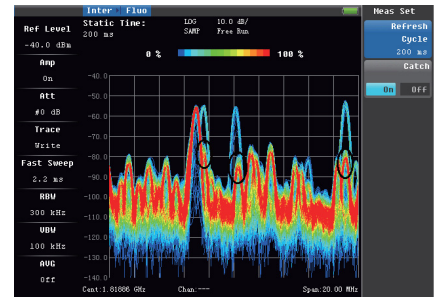 Inter Fluo
Meas Set
Ref Level
-40.0 dBm
Static Time:
200 ms
LOG 10.0 dB/
SAMP Free Run
Refresh
Cycle
200 ms
0 % 100 %
Catch
On Off
Amp
On
Att
#0 dB
Trace
Write
Fast Sweep
2.2 ms
RBW
300 kHz
VBW
100 kHz
AVG
Off
-40.0
-50.0
-60.0
-70.0
-80.0
-90.0
-100.0
-110.0
-120.0
-130.0
-140.0
Cent:1.81886 GHz Chan:--- Span:20.00 MHz